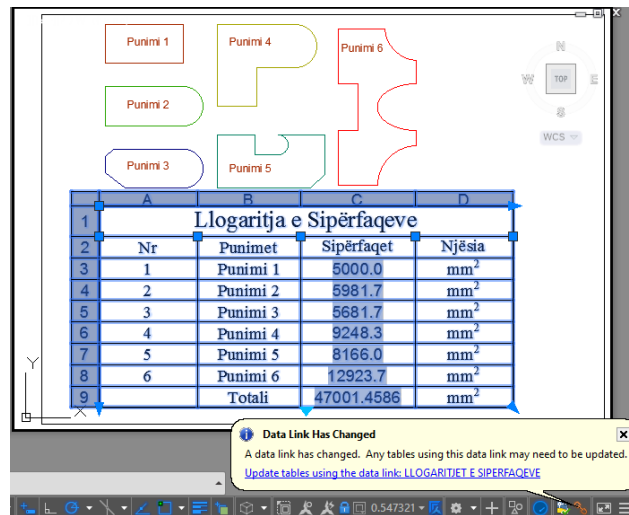 Punimi 1
Punimi 4
Punimi 6
Punimi 2
Punimi 3
Punimi 5
N
W TOP E
S
WCS
A B C D
1 Llogaritja e Sipërfaqeve
2 Nr Punimet Sipërfaqet Njësia
3 1 Punimi 1 5000.0 mm²
4 2 Punimi 2 5981.7 mm²
5 3 Punimi 3 5681.7 mm²
6 4 Punimi 4 9248.3 mm²
7 5 Punimi 5 8166.0 mm²
8 6 Punimi 6 12923.7 mm²
9 Totali 47001.4586 mm²
Y
X
Data Link Has Changed
A data link has changed. Any tables using this data link may need to be updated.
Update tables using the data link: LLOGARITJET E SIPERFAQEVE
0.547321